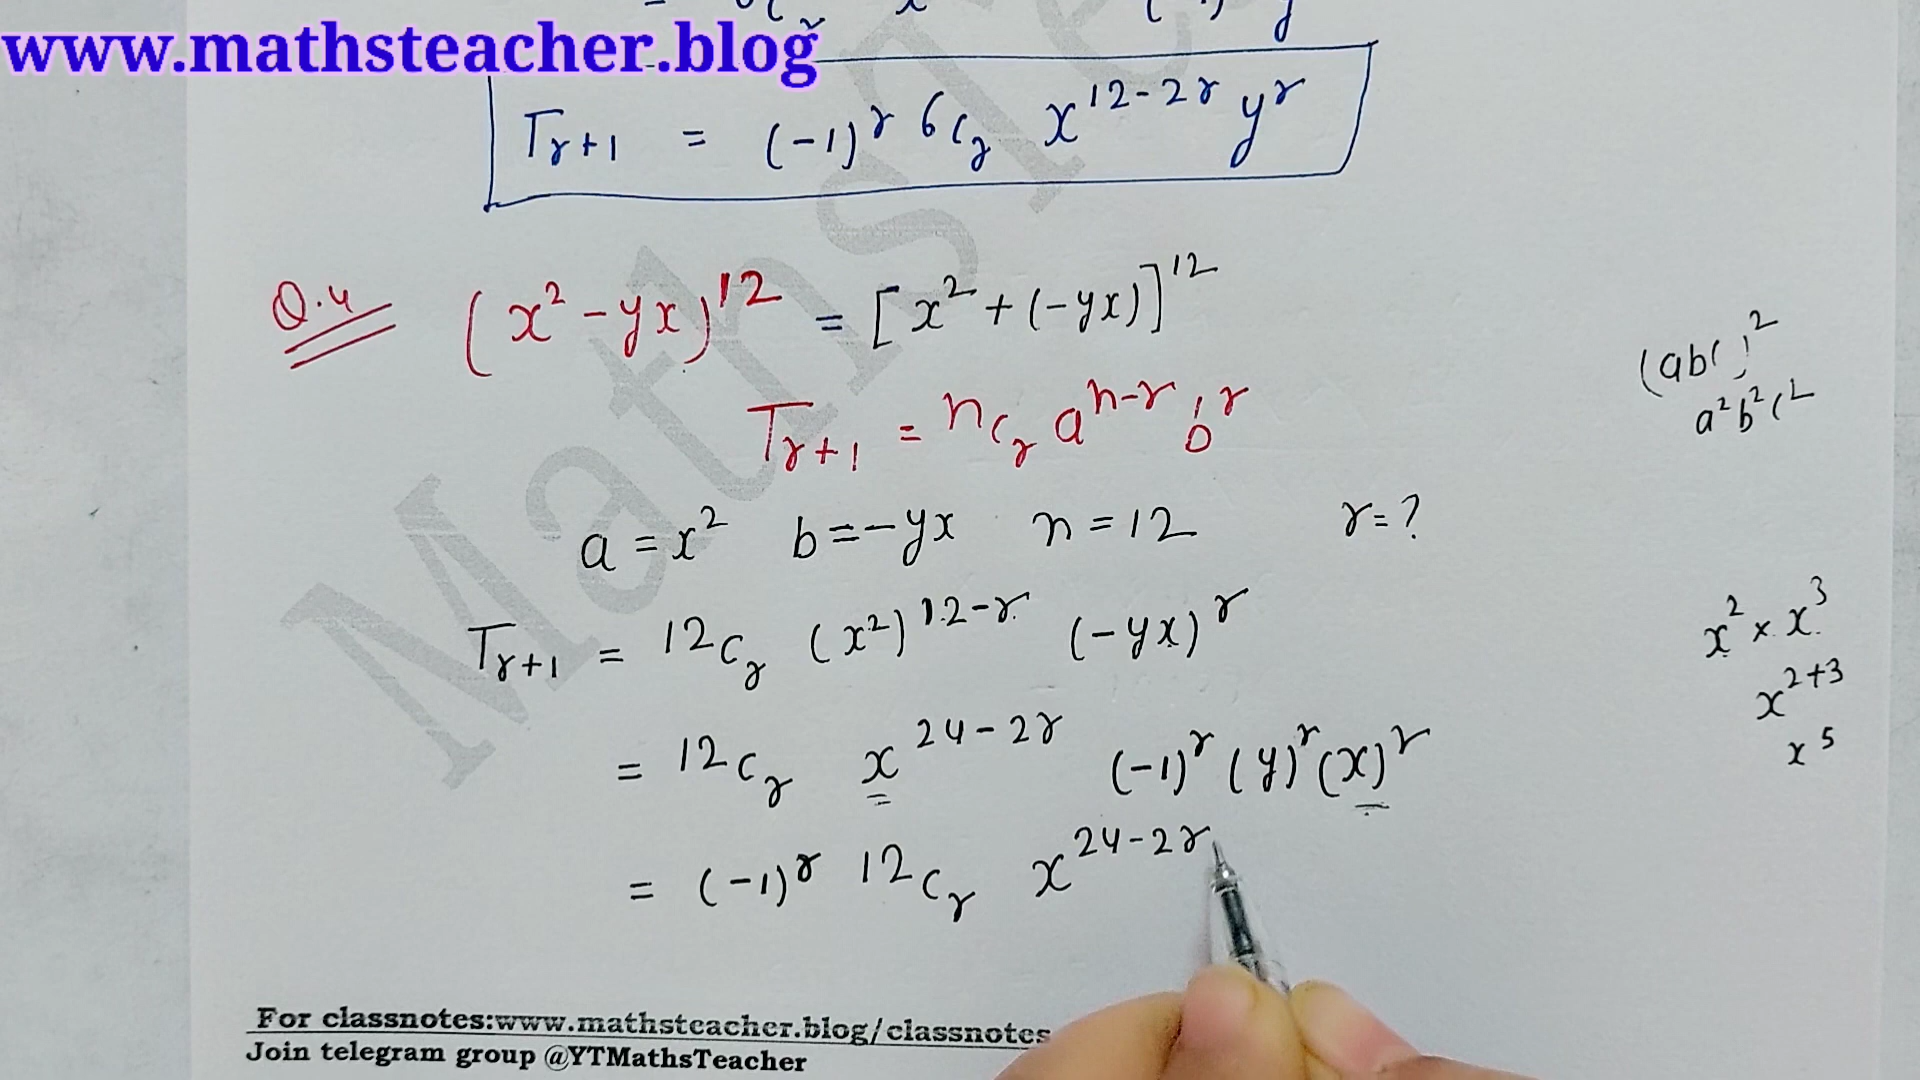 www.mathsteacher.blog
T_{r+1} = (-1)^r 6C_r x^{12-2r} y^r
Q.4 (x² - yx)^{12} = [x² + (-yx)]^{12}
T_{r+1} = nC_r a^{n-r} b^r
a = x² b = -yx n = 12 r = ?
T_{r+1} = 12C_r (x²)^{12-r} (-yx)^r
= 12C_r x^{24-2r} (-1)^r (y)^r (x)^r
= (-1)^r 12C_r x^{24-2r}
(abc)²
a²b²c²
x² × x³
x^{2+3}
x⁵
For classnotes:www.mathsteacher.blog/classnotes
Join telegram group @YTMathsTeacher